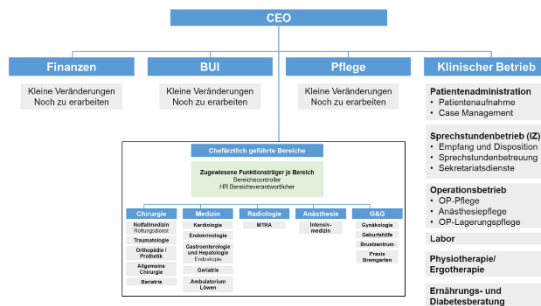 CEO
Finanzen
BUI
Pflege
Klinischer Betrieb
Kleine Veränderungen
Noch zu erarbeiten
Kleine Veränderungen
Noch zu erarbeiten
Kleine Veränderungen
Noch zu erarbeiten
Patientenadministration
• Patientenaufnahme
• Case Management
Sprechstundenbetrieb (IZ)
• Empfang und Disposition
• Sprechstundenbetreuung
• Sekretariatsdienste
Operationsbetrieb
• OP-Pflege
• Anästhesiepflege
• OP-Lagerungspflege
Labor
Physiotherapie/
Ergotherapie
Ernährungs- und
Diabetesberatung
Chefärztlich geführte Bereiche
Zugewiesene Funktionsträger je Bereich
Bereichscontroller
HR Bereichsverantwortlicher
Chirurgie
Notfallmedizin
Rettungsdienst
Traumatologie
Orthopädie /
Prothetik
Allgemeine
Chirurgie
Bariatrie
Medizin
Kardiologie
Endokrinologie
Gastroenterologie
und Hepatologie
Endoskopie
Geriatrie
Ambulatorium
Löwen
Radiologie
MTRA
Anästhesie
Intensiv-
medizin
G&G
Gynäkologie
Geburtshilfe
Brustzentrum
Praxis
Bremgarten